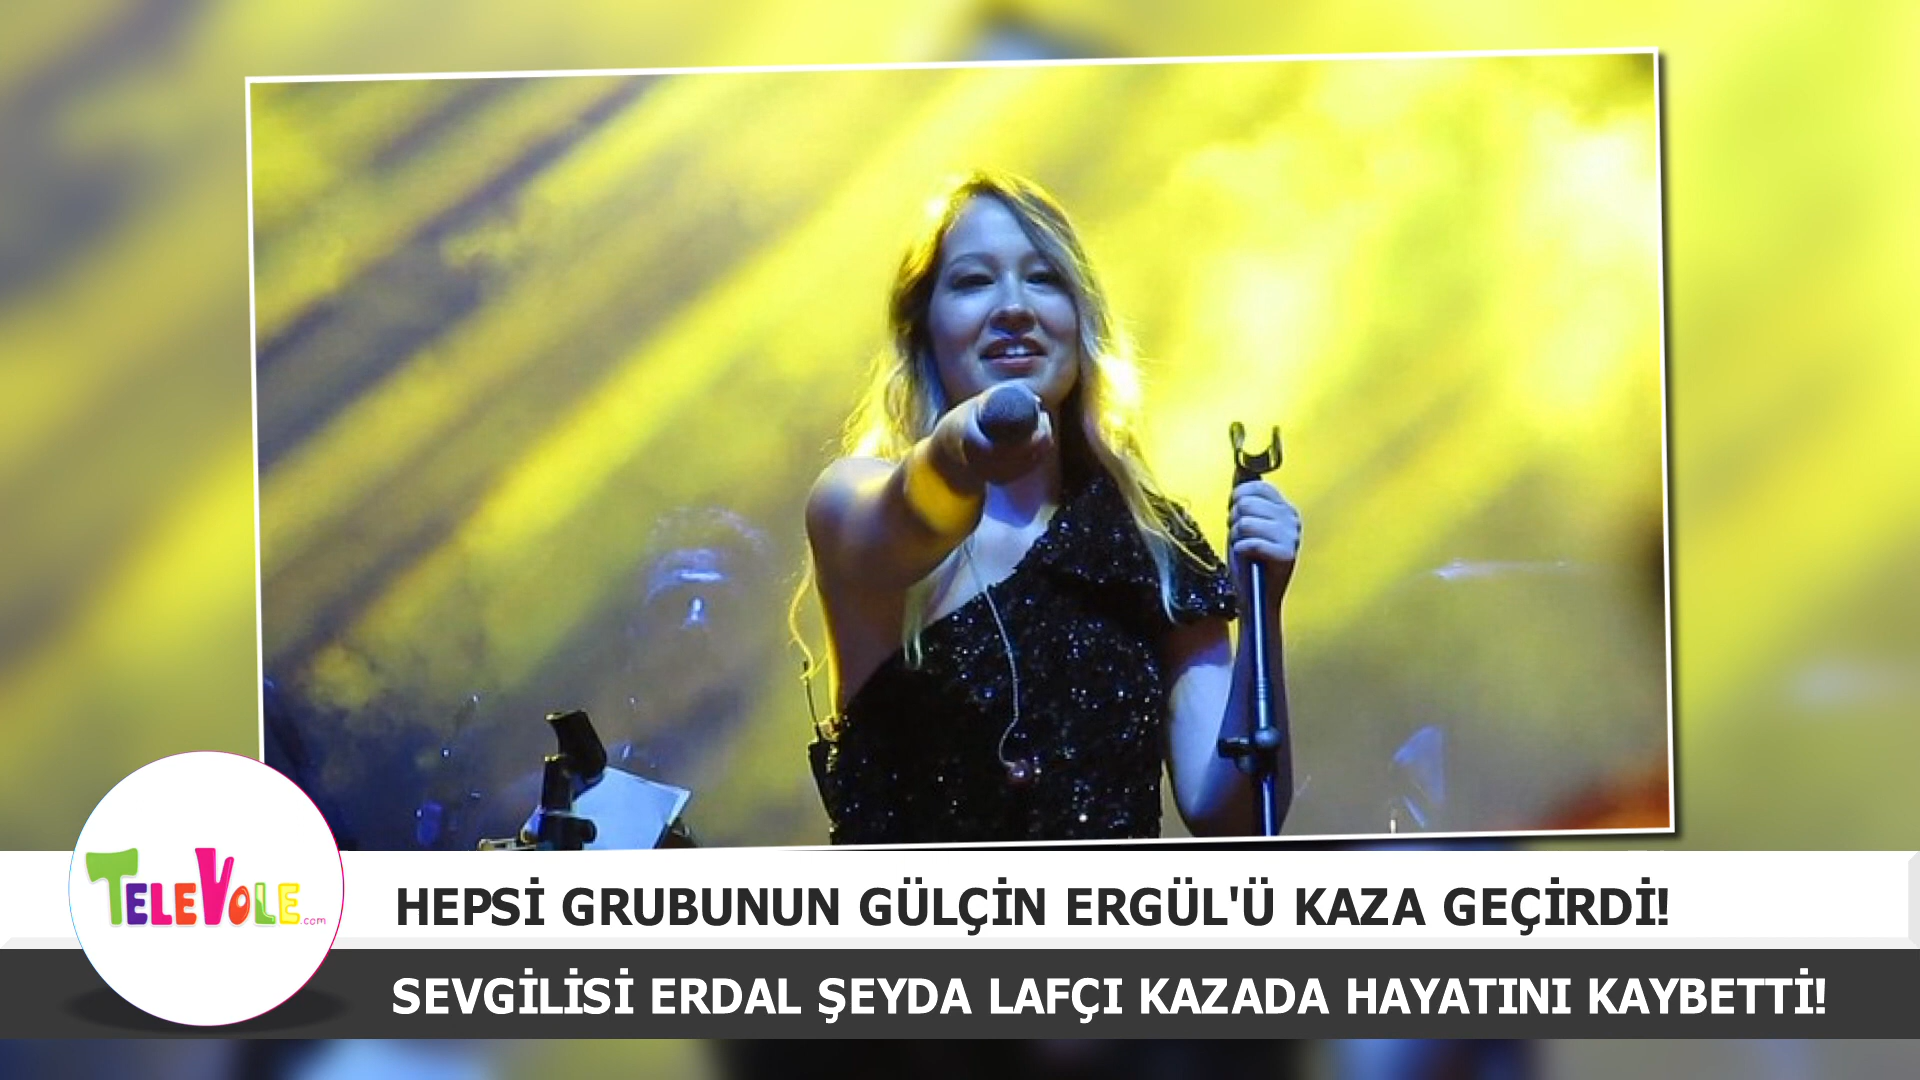 TELEVOLE.com
HEPSİ GRUBUNUN GÜLÇİN ERGÜL'Ü KAZA GEÇİRDİ!
SEVGİLİSİ ERDAL ŞEYDA LAFÇI KAZADA HAYATINI KAYBETTİ!